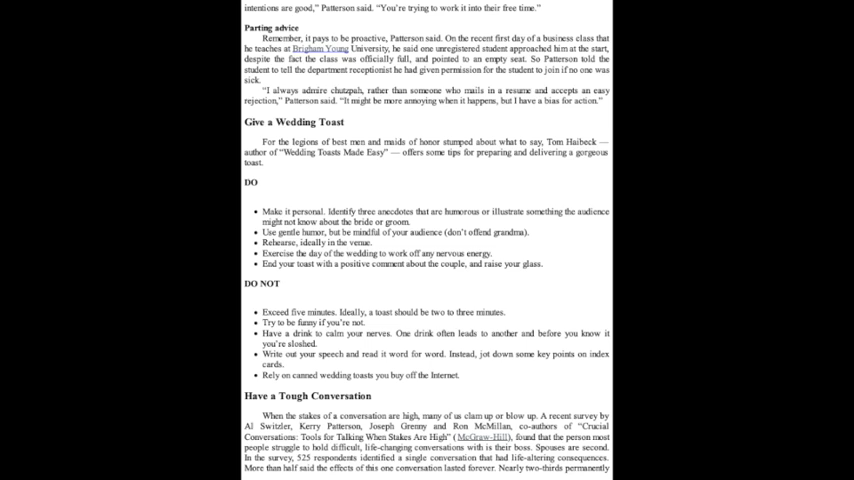 intentions are good,” Patterson said. “You’re trying to work it into their free time.”
Parting advice
Remember, it pays to be proactive, Patterson said. On the recent first day of a business class that
he teaches at Brigham Young University, he said one unregistered student approached him at the start,
despite the fact the class was officially full, and pointed to an empty seat. So Patterson told the
student to tell the department receptionist he had given permission for the student to join if no one was
sick.
“I always admire chutzpah, rather than someone who mails in a resume and accepts an easy
rejection,” Patterson said. “It might be more annoying when it happens, but I have a bias for action.”
Give a Wedding Toast
For the legions of best men and maids of honor stumped about what to say, Tom Haibeck —
author of “Wedding Toasts Made Easy” — offers some tips for preparing and delivering a gorgeous
toast.
DO
• Make it personal. Identify three anecdotes that are humorous or illustrate something the audience
might not know about the bride or groom.
• Use gentle humor, but be mindful of your audience (don’t offend grandma).
• Rehearse, ideally in the venue.
• Exercise the day of the wedding to work off any nervous energy.
• End your toast with a positive comment about the couple, and raise your glass.
DO NOT
• Exceed five minutes. Ideally, a toast should be two to three minutes.
• Try to be funny if you’re not.
• Have a drink to calm your nerves. One drink often leads to another and before you know it
you’re sloshed.
• Write out your speech and read it word for word. Instead, jot down some key points on index
cards.
• Rely on canned wedding toasts you buy off the Internet.
Have a Tough Conversation
When the stakes of a conversation are high, many of us clam up or blow up. A recent survey by
Al Switzler, Kerry Patterson, Joseph Grenny and Ron McMillan, co-authors of “Crucial
Conversations: Tools for Talking When Stakes Are High” ( McGraw-Hill), found that the person most
people struggle to hold difficult, life-changing conversations with is their boss. Spouses are second.
In the survey, 525 respondents identified a single conversation that had life-altering consequences.
More than half said the effects of this one conversation lasted forever. Nearly two-thirds permanently